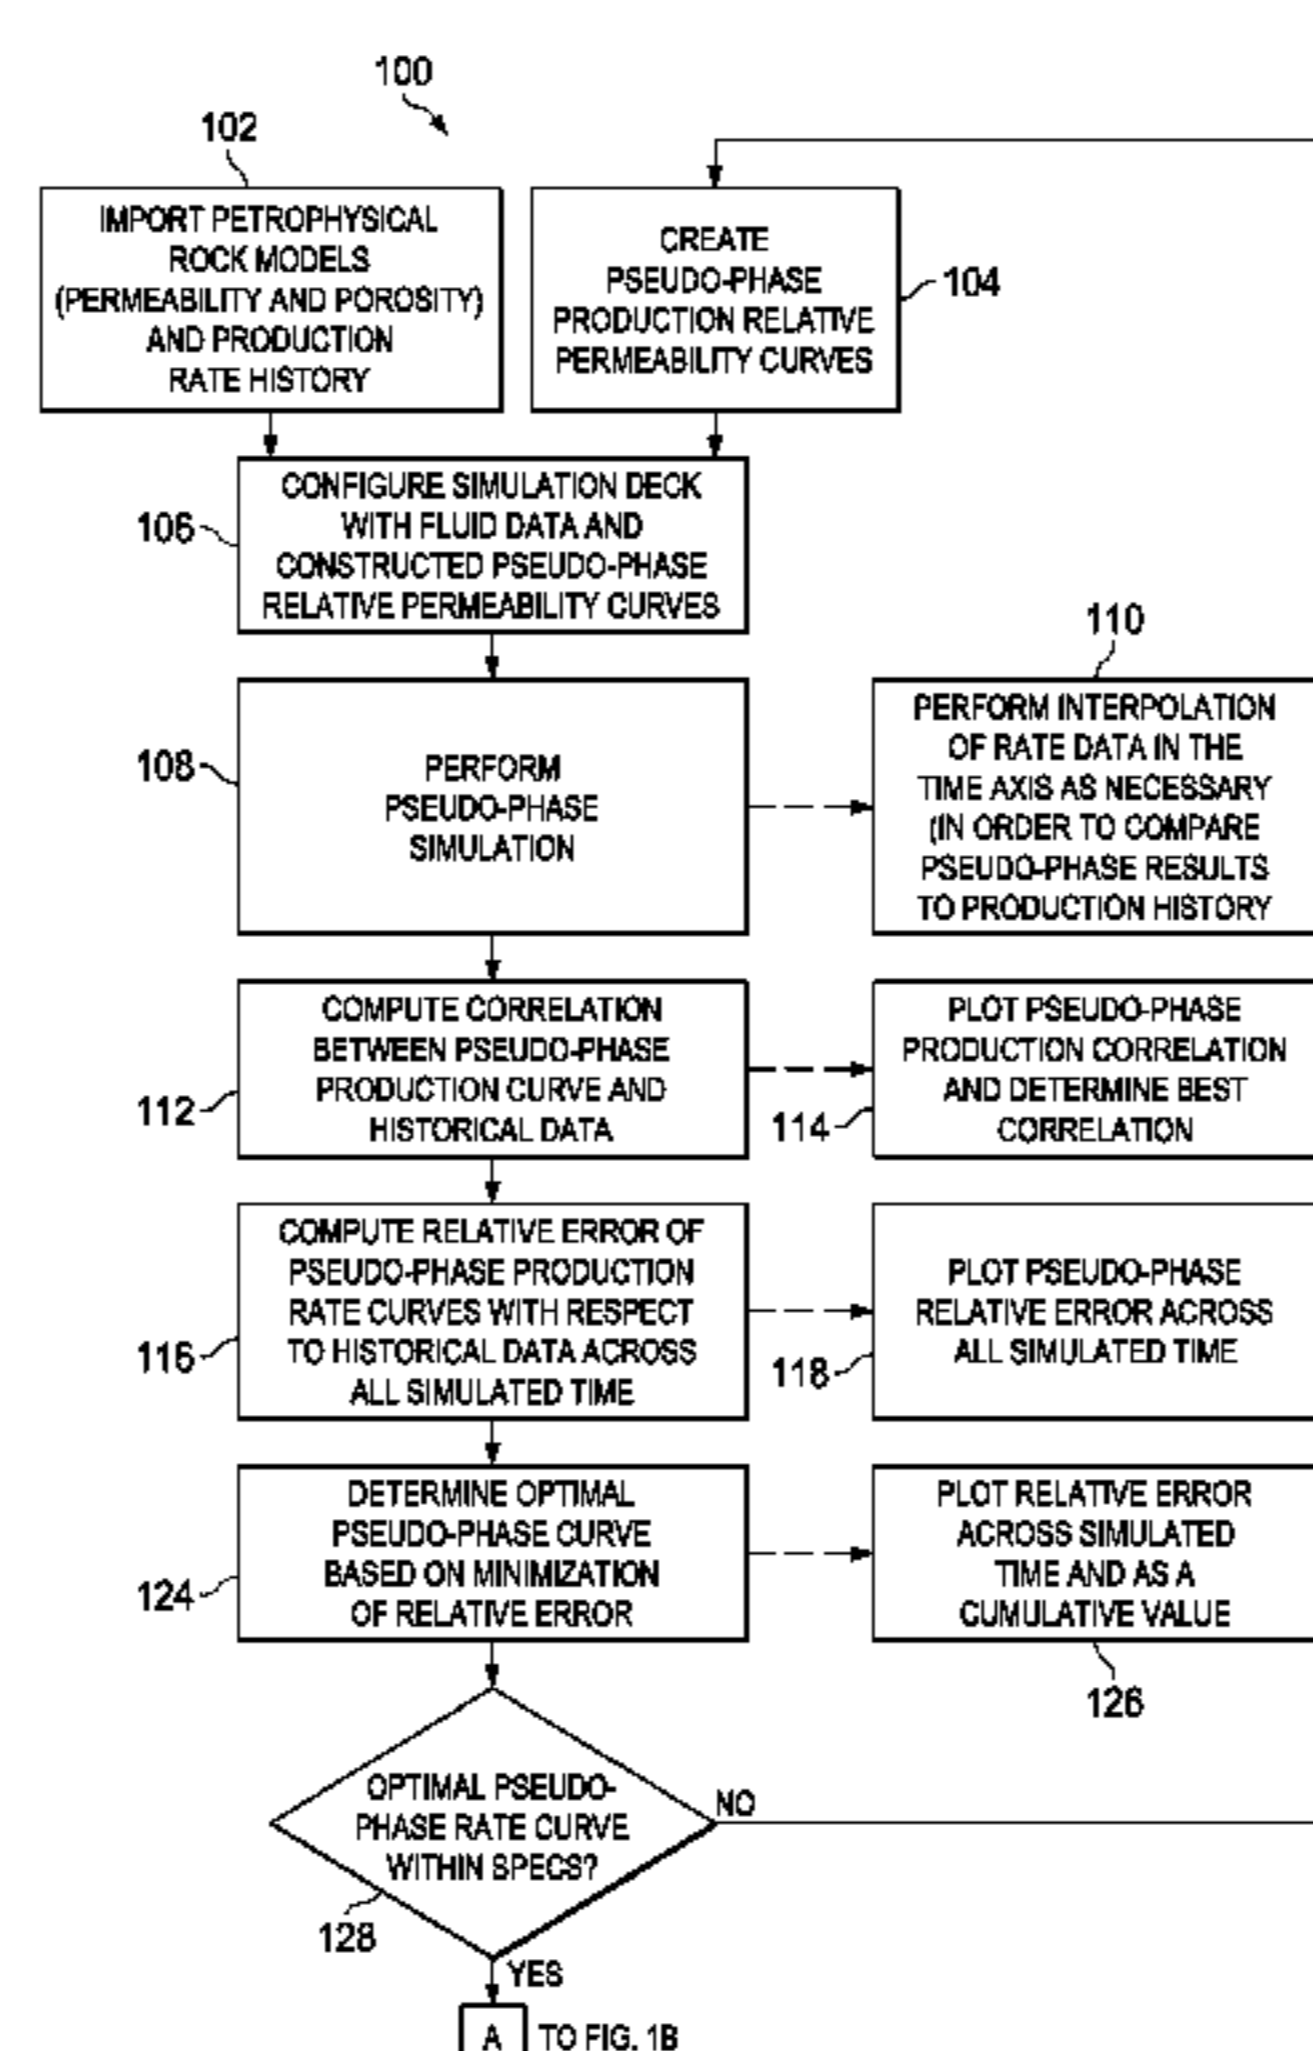 100
102
IMPORT PETROPHYSICAL
ROCK MODELS
(PERMEABILITY AND POROSITY)
AND PRODUCTION
RATE HISTORY
CREATE
PSEUDO-PHASE
PRODUCTION RELATIVE
PERMEABILITY CURVES
104
106
CONFIGURE SIMULATION DECK
WITH FLUID DATA AND
CONSTRUCTED PSEUDO-PHASE
RELATIVE PERMEABILITY CURVES
108
PERFORM
PSEUDO-PHASE
SIMULATION
110
PERFORM INTERPOLATION
OF RATE DATA IN THE
TIME AXIS AS NECESSARY
(IN ORDER TO COMPARE
PSEUDO-PHASE RESULTS
TO PRODUCTION HISTORY
112
COMPUTE CORRELATION
BETWEEN PSEUDO-PHASE
PRODUCTION CURVE AND
HISTORICAL DATA
114
PLOT PSEUDO-PHASE
PRODUCTION CORRELATION
AND DETERMINE BEST
CORRELATION
116
COMPUTE RELATIVE ERROR OF
PSEUDO-PHASE PRODUCTION
RATE CURVES WITH RESPECT
TO HISTORICAL DATA ACROSS
ALL SIMULATED TIME
118
PLOT PSEUDO-PHASE
RELATIVE ERROR ACROSS
ALL SIMULATED TIME
124
DETERMINE OPTIMAL
PSEUDO-PHASE CURVE
BASED ON MINIMIZATION
OF RELATIVE ERROR
PLOT RELATIVE ERROR
ACROSS SIMULATED
TIME AND AS A
CUMULATIVE VALUE
126
OPTIMAL PSEUDO-
PHASE RATE CURVE
WITHIN SPECS?
NO
128
YES
A
TO FIG. 1B